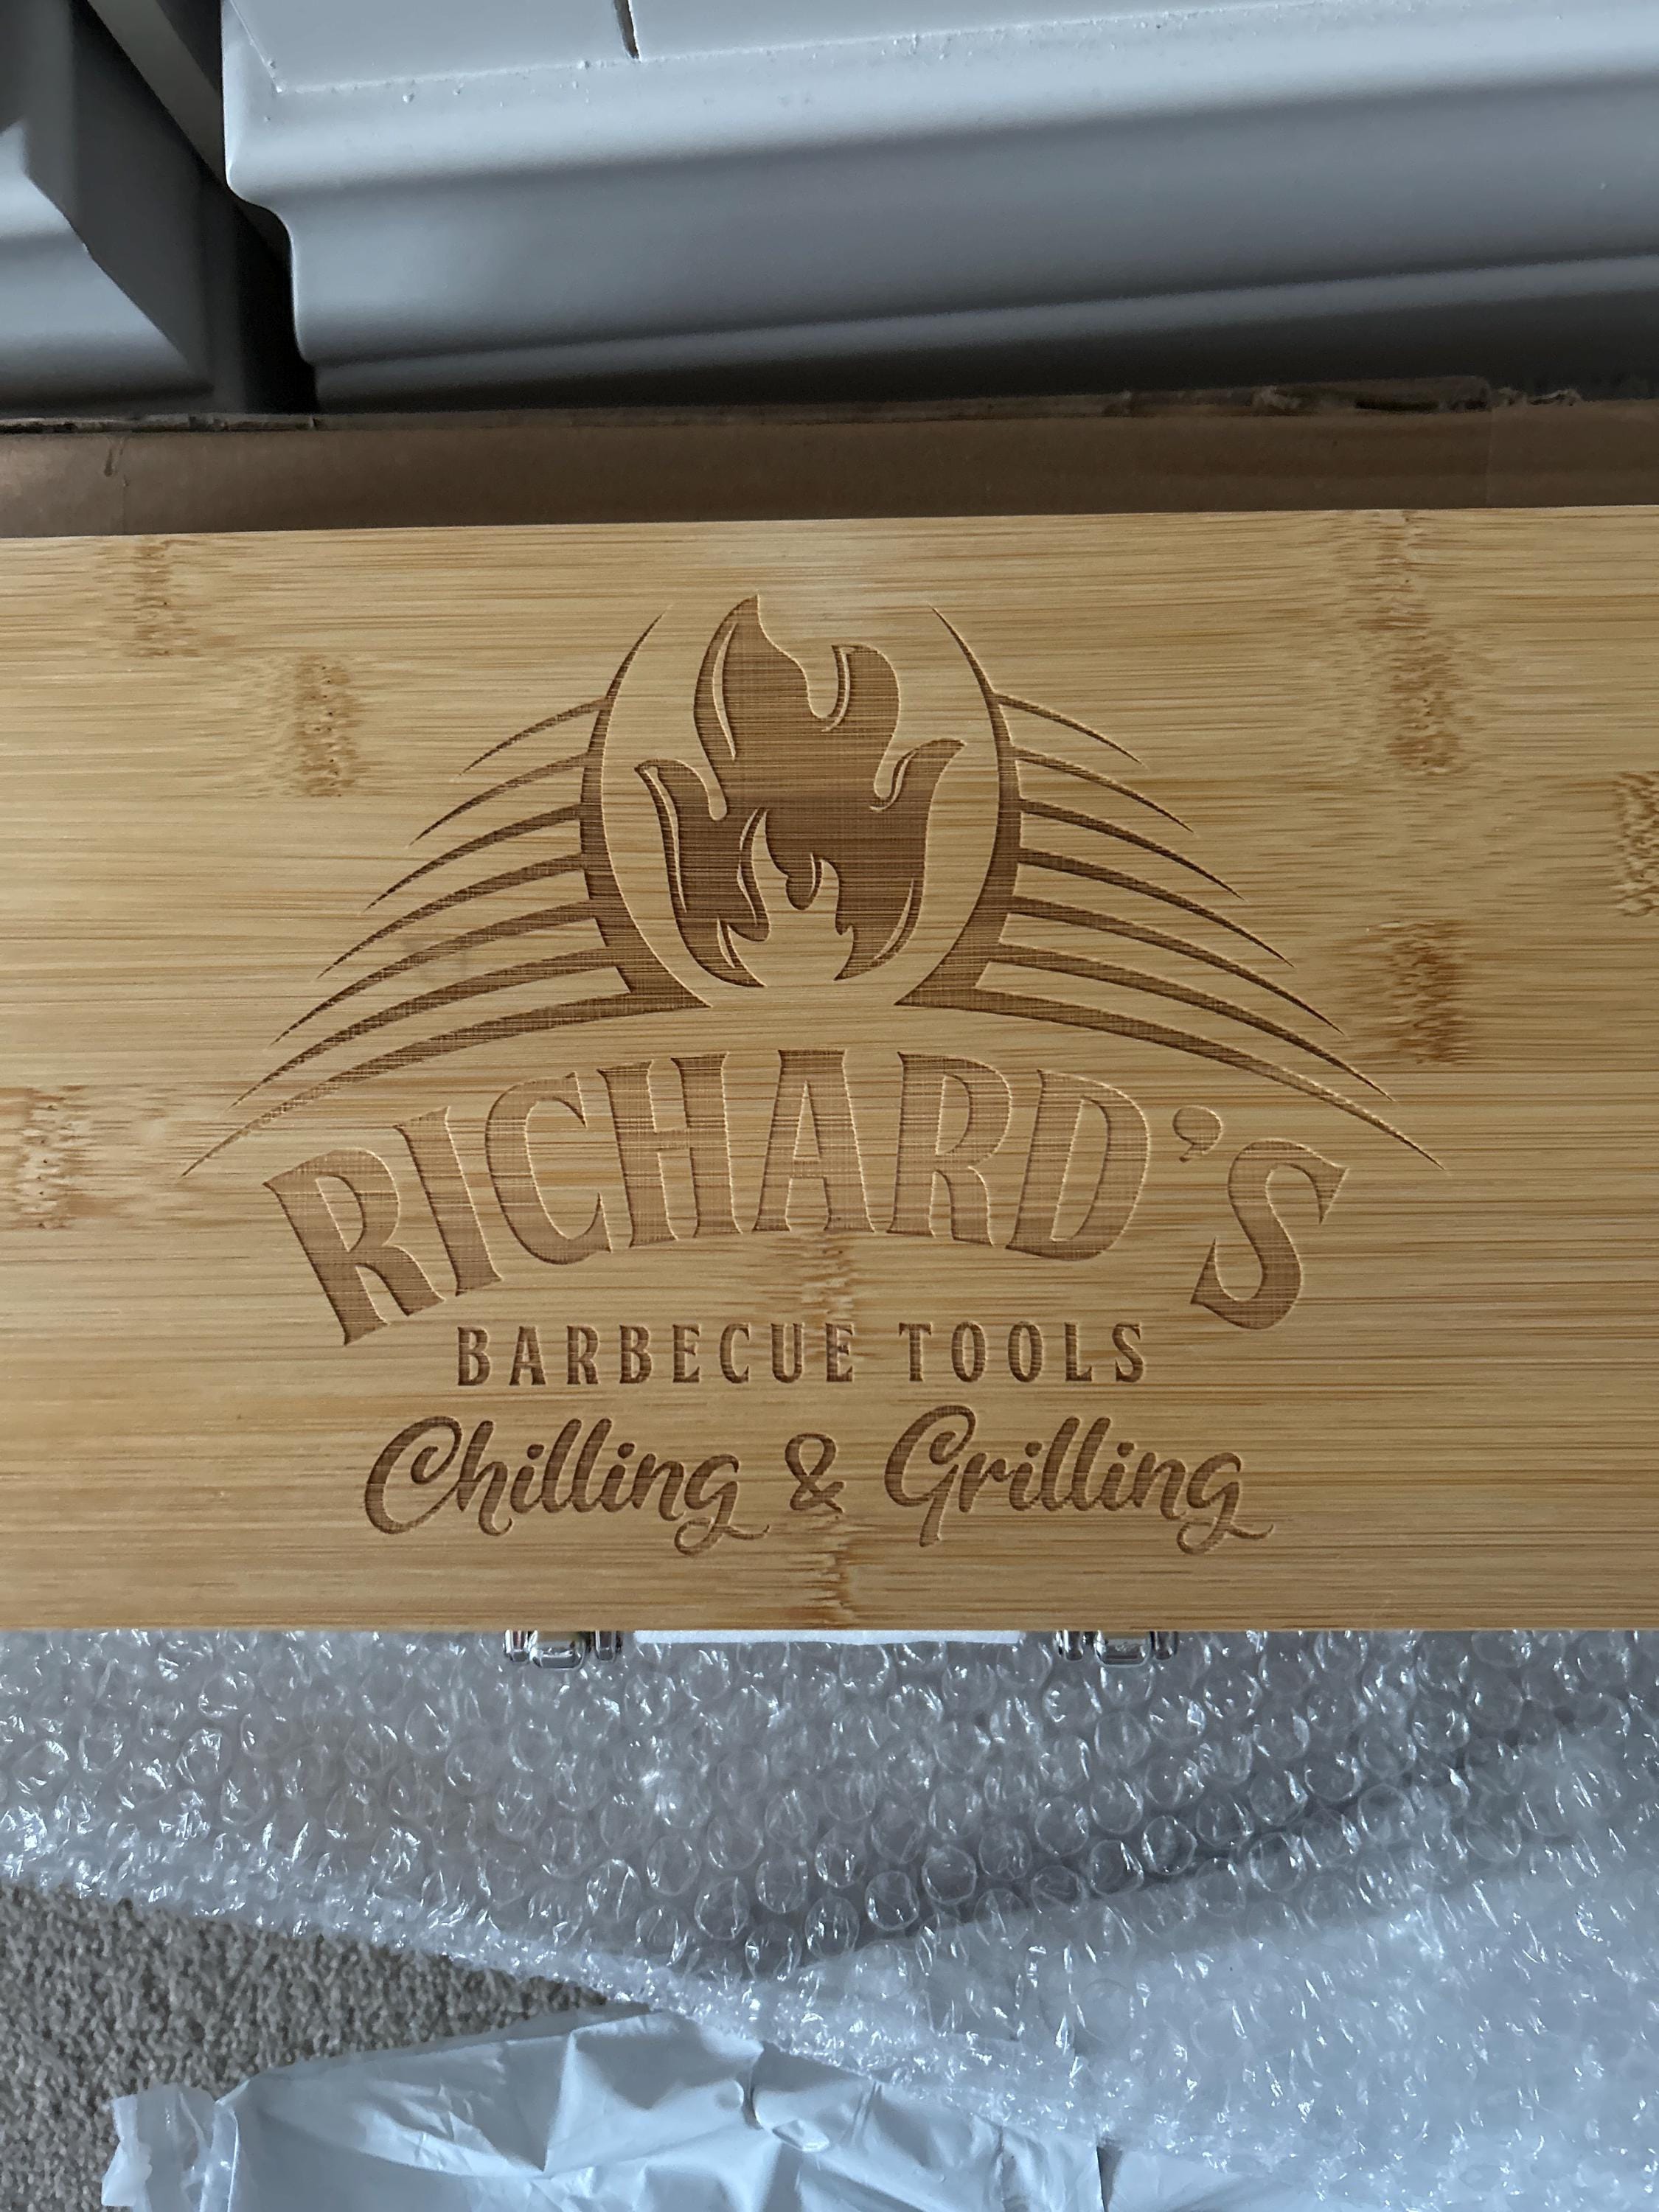 RICHARD'S
BARBECUE TOOLS
Chilling & Grilling